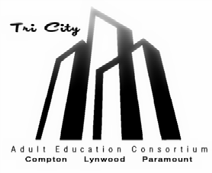 Tri City
Adult Education Consortium
Compton Lynwood Paramount